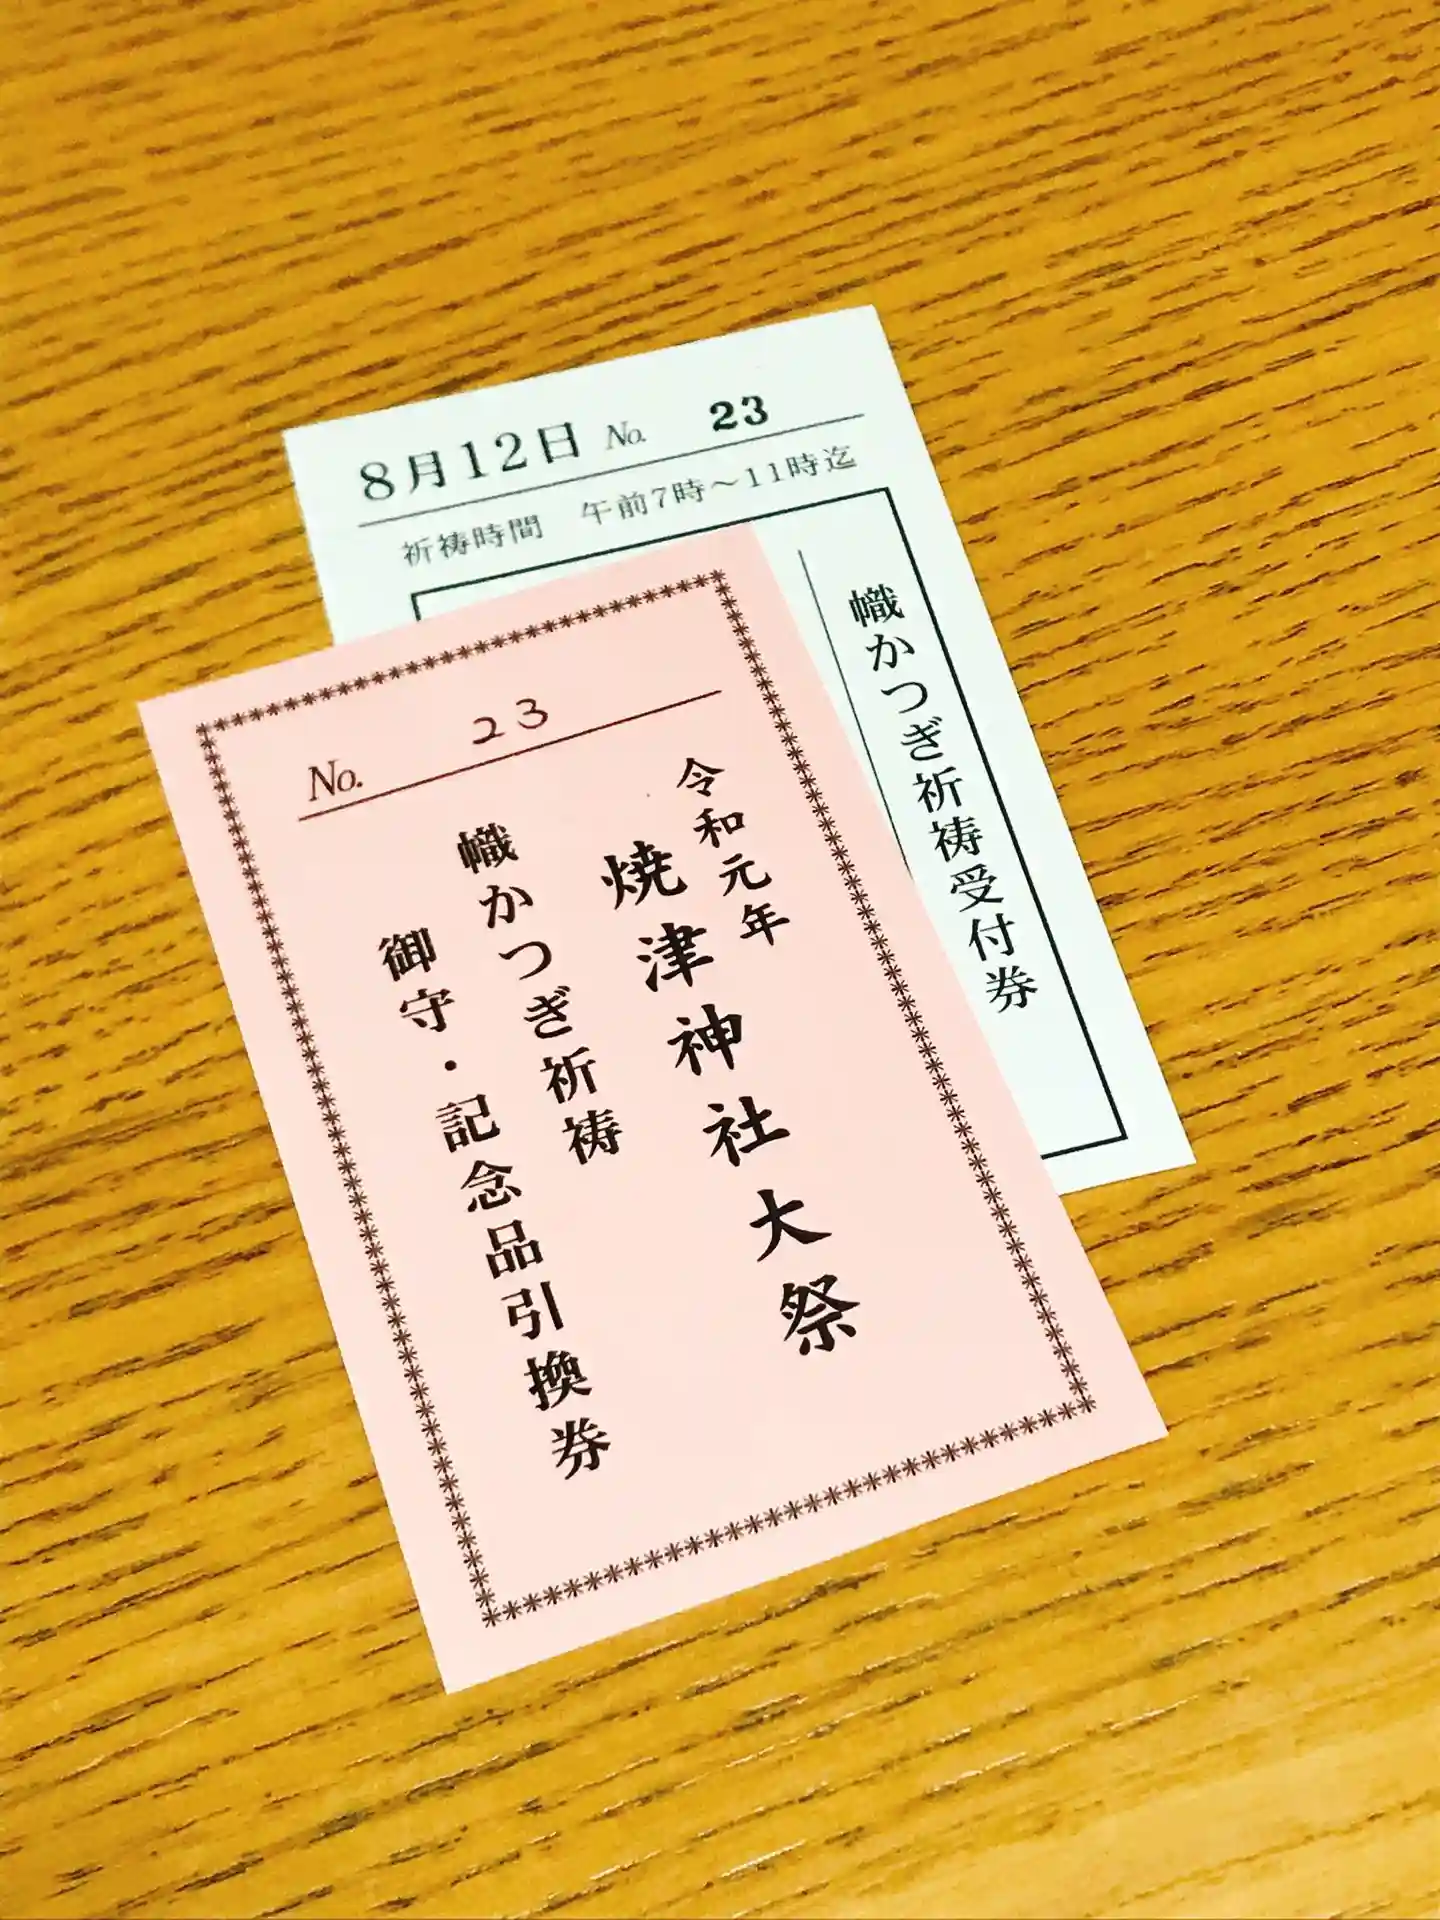 8月12日 No. 23
祈祷時間 午前7時～11時迄
幟かつぎ祈祷受付券
No. 23
令和元年
焼津神社大祭
幟かつぎ祈祷
御守・記念品引換券